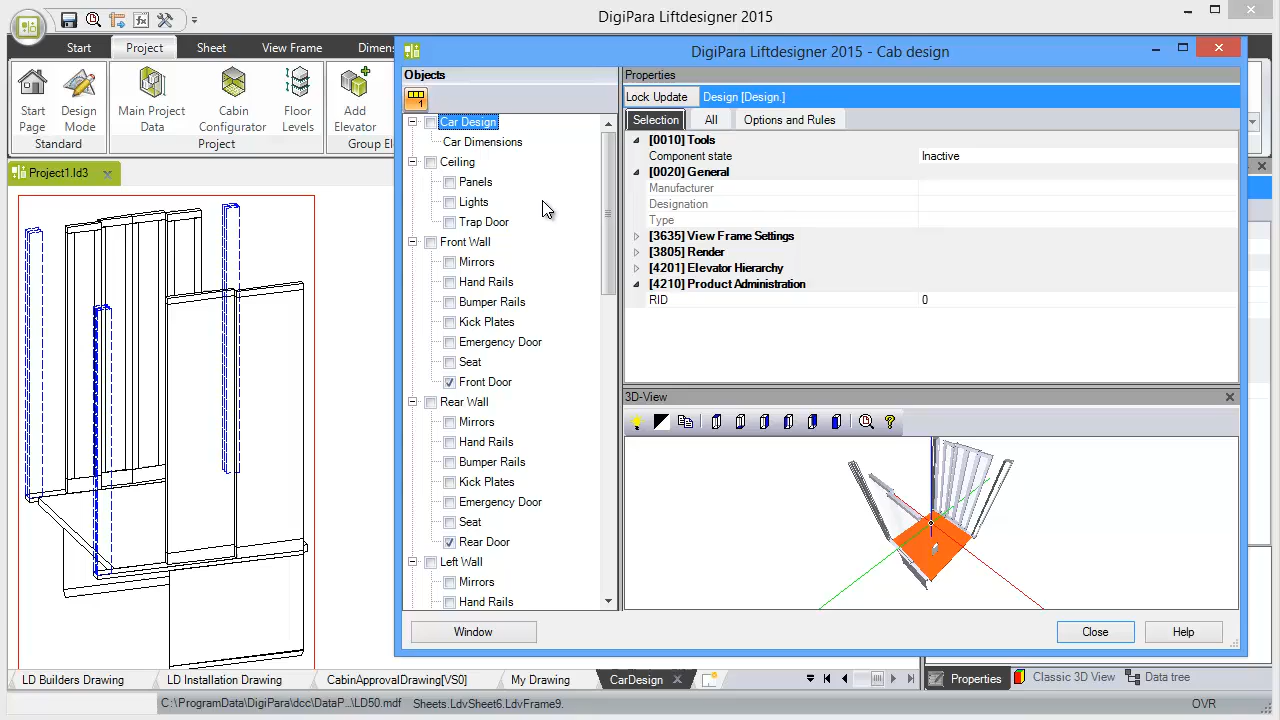 DigiPara Liftdesigner 2015
Start
Project
Sheet
View Frame
Start Page
Design Mode
Main Project Data
Cabin Configurator
Floor Levels
Add Elevator
Standard
Project
Project1.ld3
DigiPara Liftdesigner 2015 - Cab design
Objects
1
Car Design
Car Dimensions
Ceiling
Panels
Lights
Trap Door
Front Wall
Mirrors
Hand Rails
Bumper Rails
Kick Plates
Emergency Door
Seat
Front Door
Rear Wall
Mirrors
Hand Rails
Bumper Rails
Kick Plates
Emergency Door
Seat
Rear Door
Left Wall
Mirrors
Hand Rails
Window
Properties
Lock Update
Design [Design.]
Selection
All
Options and Rules
[0010] Tools
Component state Inactive
[0020] General
Manufacturer
Designation
Type
[3635] View Frame Settings
[3805] Render
[4201] Elevator Hierarchy
[4210] Product Administration
RID 0
3D-View
Close
Help
LD Builders Drawing
LD Installation Drawing
CabinApprovalDrawing[VS0]
My Drawing
CarDesign
Properties
Classic 3D View
Data tree
C:\ProgramData\DigiPara\dcc\DataP...\LD50.mdf Sheets.LdvSheet6.LdvFrame9.
OVR